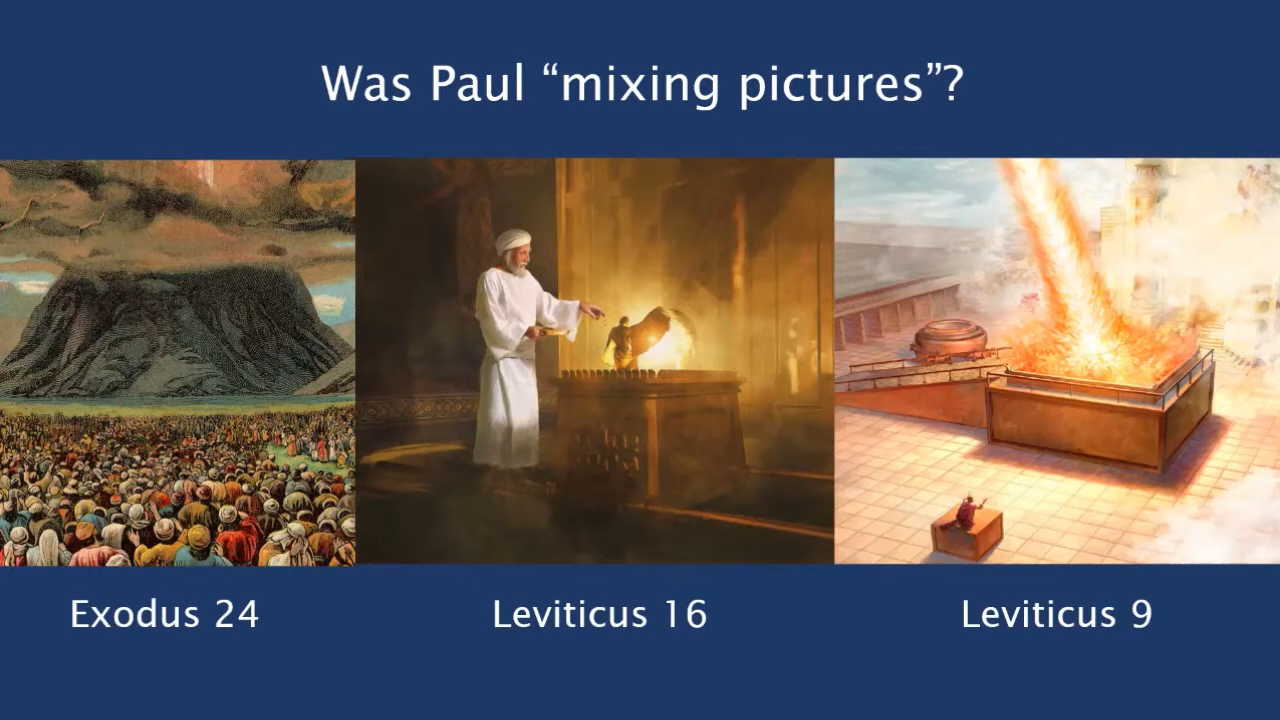 Was Paul “mixing pictures”?
Exodus 24
Leviticus 16
Leviticus 9